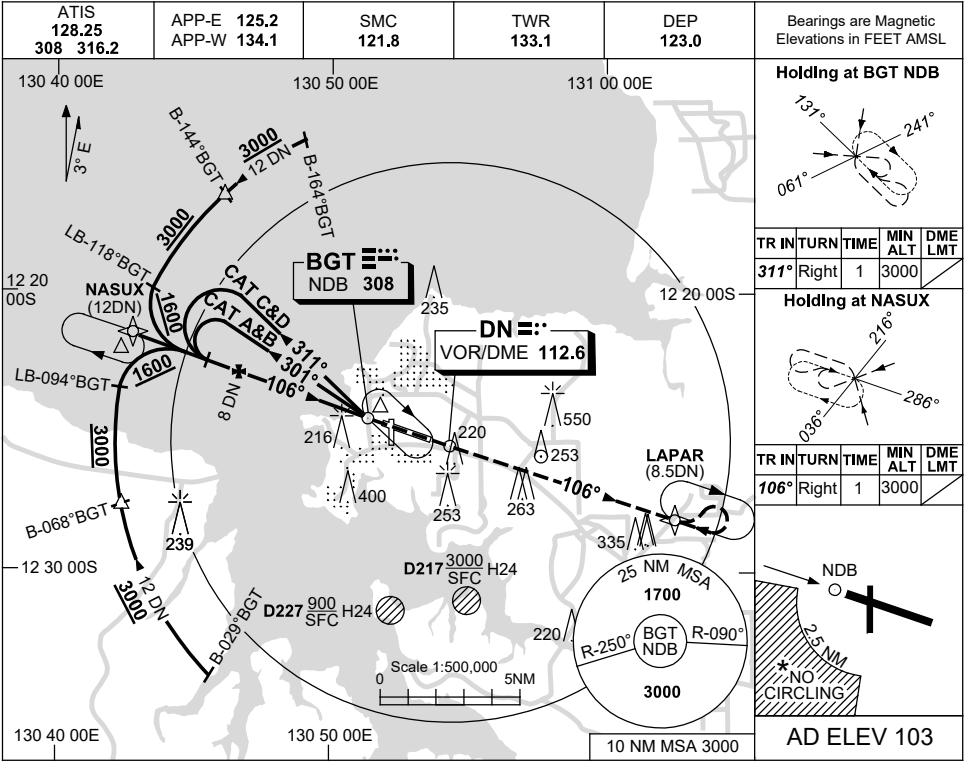 ATIS
128.25
308 316.2
APP-E 125.2
APP-W 134.1
SMC
121.8
TWR
133.1
DEP
123.0
Bearings are Magnetic
Elevations in FEET AMSL
130 40 00E
130 50 00E
131 00 00E
3° E
B-144°BGT
3000
12 DN
B-164°BGT
3000
LB-118°BGT
12 20
00S
NASUX
(12DN)
1600
CAT C&D
CAT A&B
311°
301°
106°
BGT
NDB 308
235
12 20 00S
DN
VOR/DME 112.6
1600
LB-094°BGT
8 DN
216
220
550
253
3000
400
253
263
106°
LAPAR
(8.5DN)
B-068°BGT
239
335
12 30 00S
12 DN
3000
B-029°BGT
D217 3000
SFC H24
D227 900
SFC H24
220
25 NM MSA
1700
R-250°
BGT
NDB
R-090°
3000
Scale 1:500,000
0
5NM
130 40 00E
130 50 00E
10 NM MSA 3000
Holding at BGT NDB
131°
241°
061°
TR IN TURN TIME MIN ALT DME LMT
311° Right 1 3000
Holding at NASUX
216°
286°
036°
TR IN TURN TIME MIN ALT DME LMT
106° Right 1 3000
NDB
2.5 NM
*NO
CIRCLING
AD ELEV 103